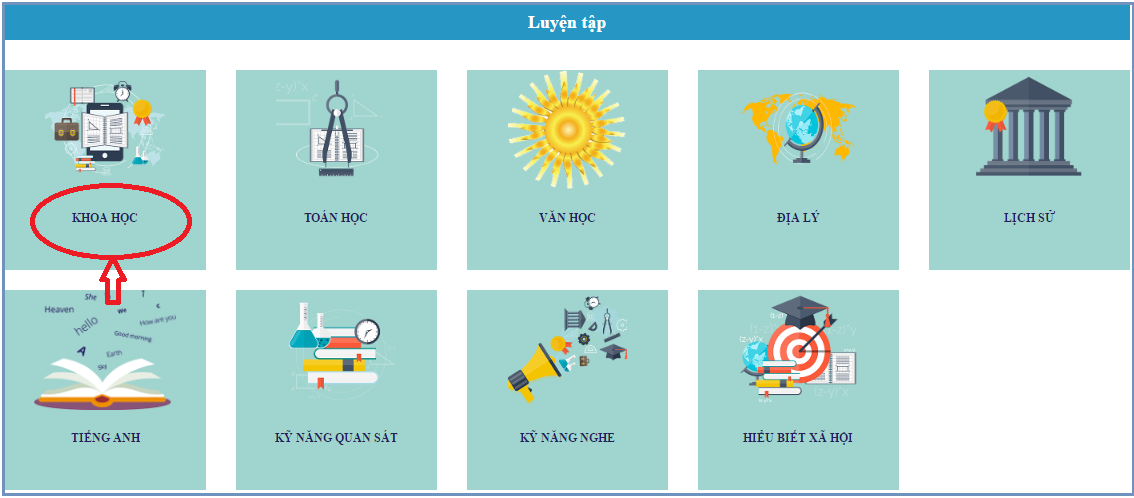 Luyện tập
(z-y)*x
KHOA HỌC
TOÁN HỌC
VĂN HỌC
ĐỊA LÝ
LỊCH SỬ
She
Heaven
we
hello
How are you
Good morning
A
Earth
TIẾNG ANH
KỸ NĂNG QUAN SÁT
KỸ NĂNG NGHE
HIỂU BIẾT XÃ HỘI